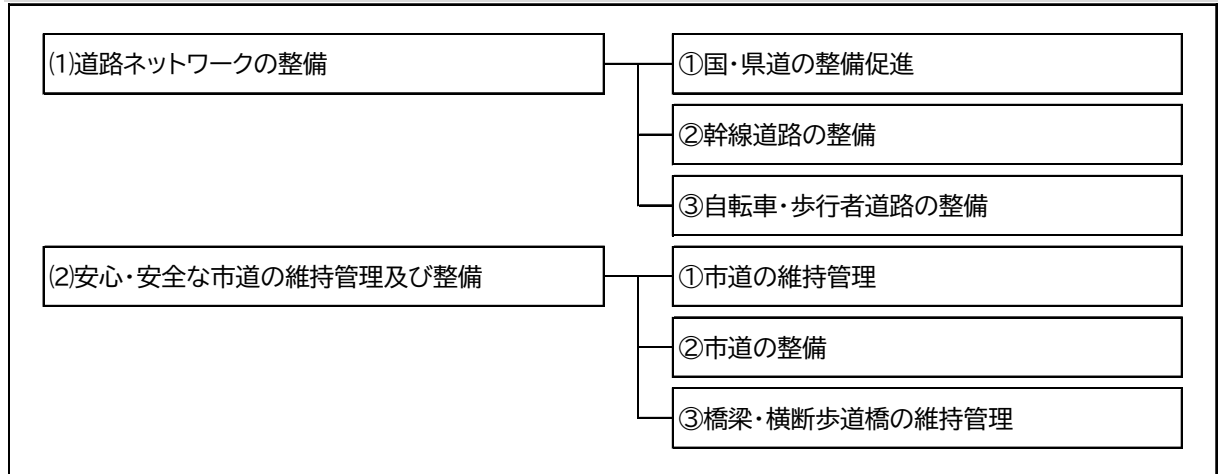 ⑴道路ネットワークの整備
①国・県道の整備促進
②幹線道路の整備
③自転車・歩行者道路の整備
⑵安心・安全な市道の維持管理及び整備
①市道の維持管理
②市道の整備
③橋梁・横断歩道橋の維持管理